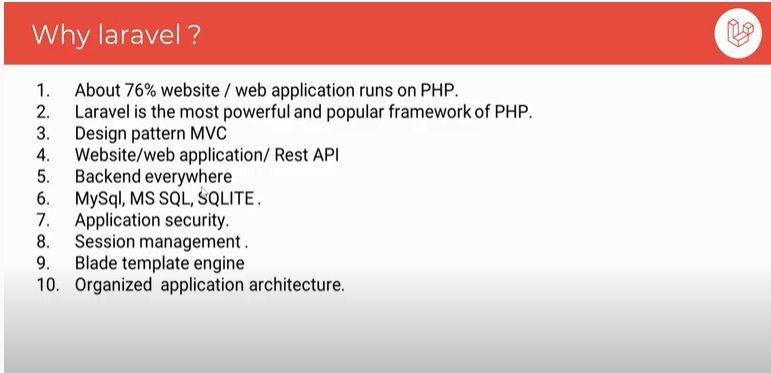 Why laravel ?
1. About 76% website / web application runs on PHP.
2. Laravel is the most powerful and popular framework of PHP.
3. Design pattern MVC
4. Website/web application/ Rest API
5. Backend everywhere
6. MySql, MS SQL, SQLITE .
7. Application security.
8. Session management .
9. Blade template engine
10. Organized application architecture.